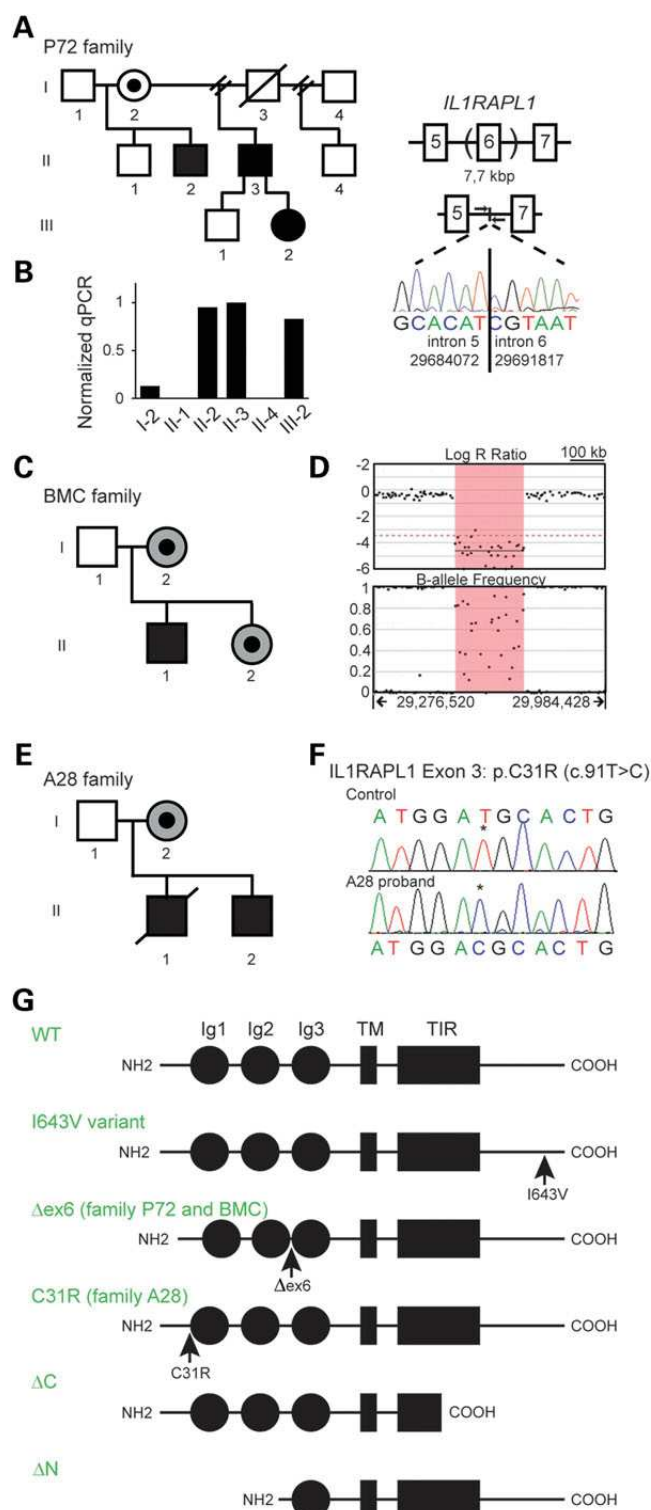 A
P72 family
I
1
2
3
4
II
1
2
3
4
III
1
2
IL1RAPL1
5 ( 6 ) 7
7,7 kbp
5 7
GCACATCGTAAT
intron 5 intron 6
29684072 29691817
B
Normalized qPCR
1
0.5
0
I-2 II-1 II-2 II-3 II-4 III-2
C
BMC family
I
1 2
II
1 2
D
Log R Ratio 100 kb
-2
0
-2
-4
-6
B-allele Frequency
1
0.8
0.6
0.4
0.2
0
29,276,520 29,984,428
E
A28 family
I
1 2
II
1 2
F
IL1RAPL1 Exon 3: p.C31R (c.91T>C)
Control
A T G G A T G C A C T G
*
A28 proband
*
A T G G A C G C A C T G
G
WT
Ig1 Ig2 Ig3 TM TIR
NH2 COOH
I643V variant
NH2 COOH
I643V
Δex6 (family P72 and BMC)
NH2 COOH
Δex6
C31R (family A28)
NH2 COOH
C31R
ΔC
NH2 COOH
ΔN
NH2 COOH